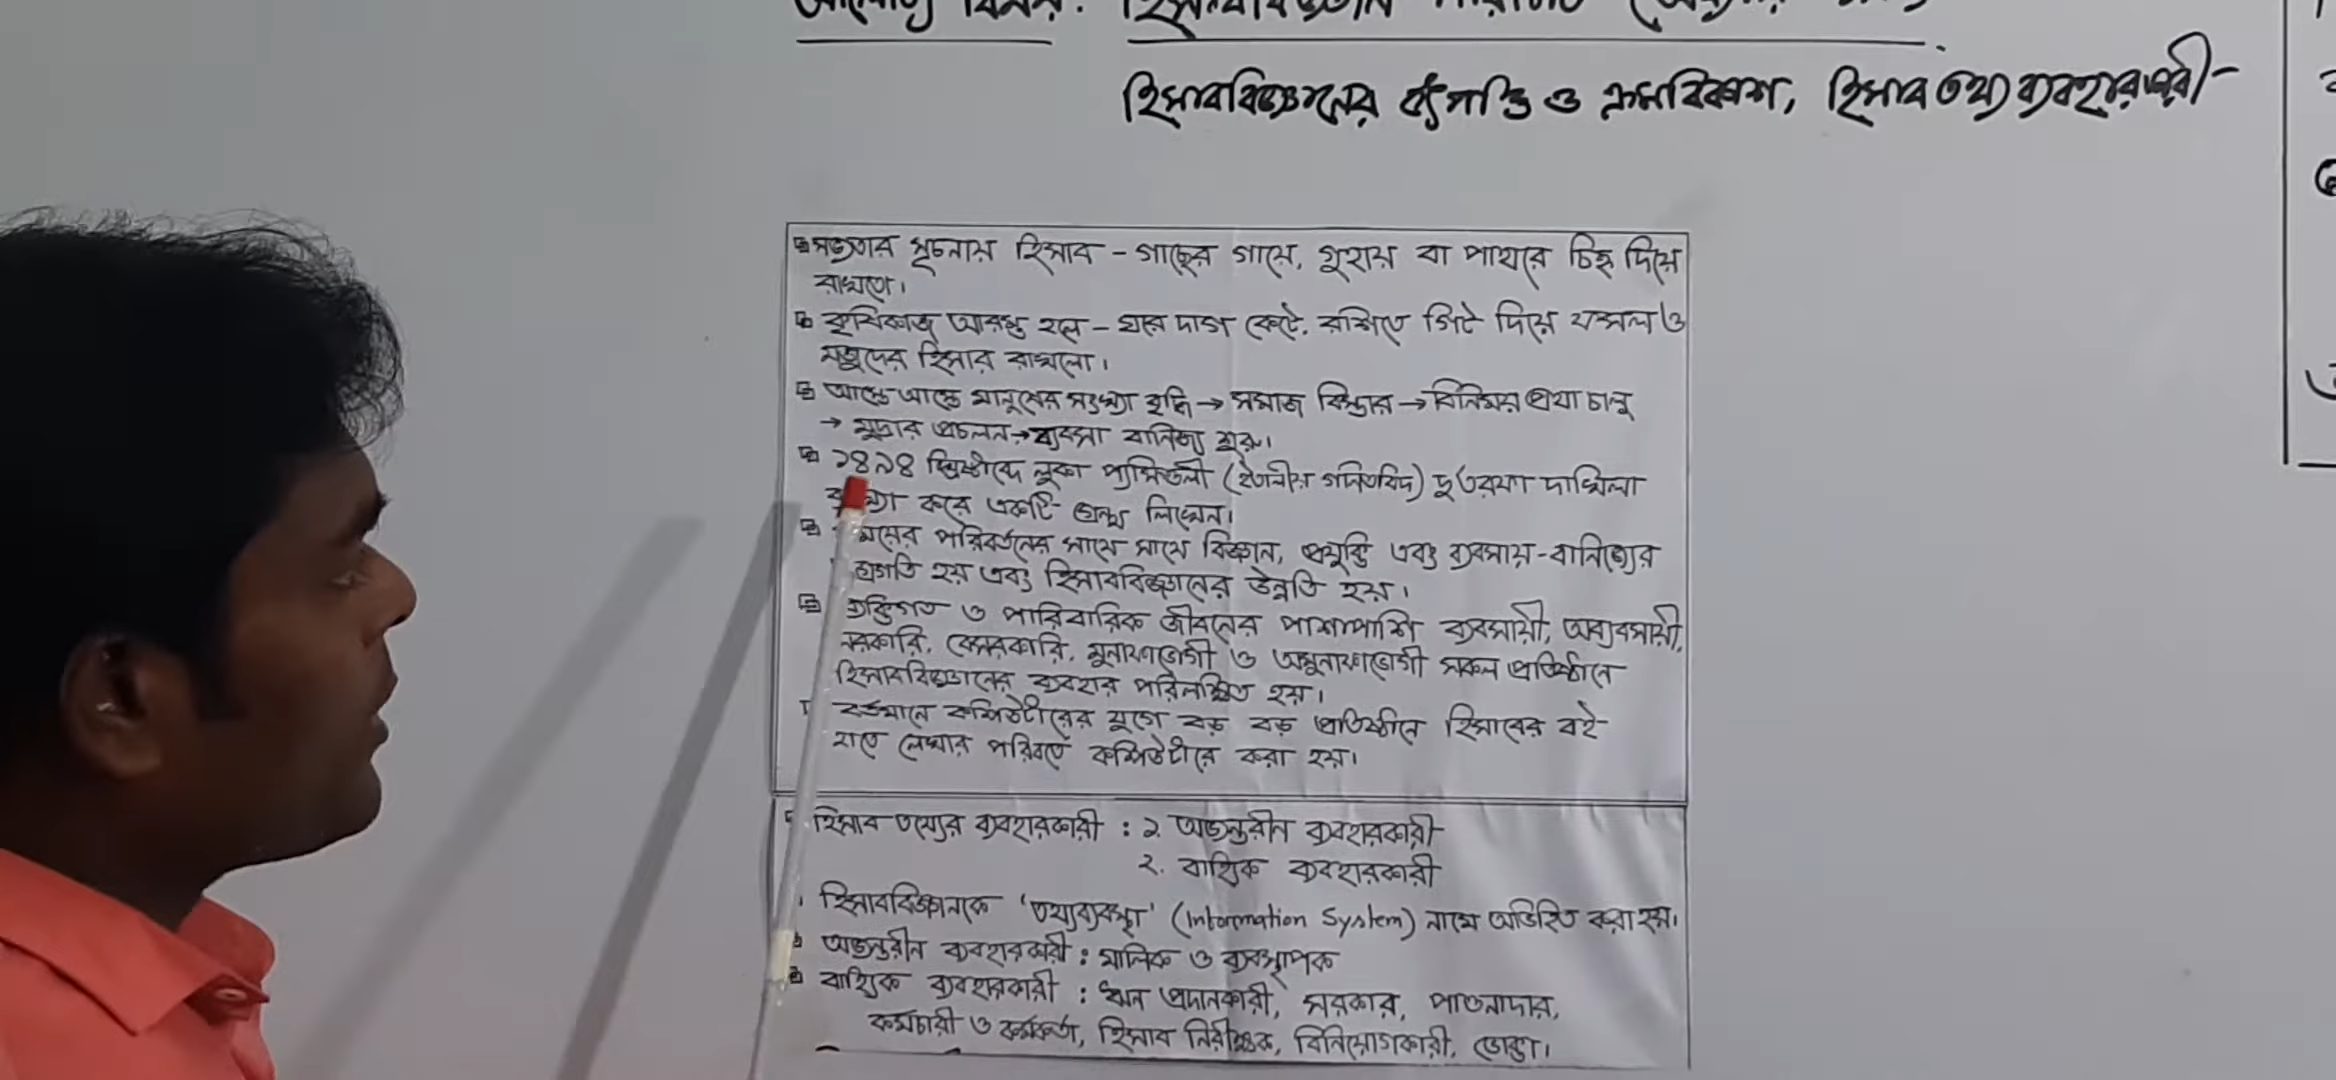 আলোচ্য বিষয়: হিসাববিজ্ঞান
হিসাববিজ্ঞানের উৎপত্তি ও ক্রমবিকাশ, হিসাব তথ্য ব্যবহারকারী-
সভ্যতার সূচনায় হিসাব - গাছের গায়ে, গুহায় বা পাথরে চিহ্ন দিয়ে
রাখতো।
কৃষিকাজ আরম্ভ হলে - ঘরে দাগ কেটে, রশিতে গিট দিয়ে ফসল ও
মজুদের হিসাব রাখলো।
আস্তে আস্তে মানুষের সংখ্যা বৃদ্ধি → সমাজ বিস্তার → বিনিময় প্রথা চালু
→ মুদ্রার প্রচলন → ব্যবসা বানিজ্য শুরু।
১৪৯৪ খ্রিষ্টাব্দে লুকা প্যাসিওলী (ইতালীয় গনিতবিদ) দু'তরফা দাখিলা
করে একটি গ্রন্থ লিখেন।
পরিবর্তনের সাথে সাথে বিজ্ঞান, প্রযুক্তি এবং ব্যবসায়-বানিজ্যের
হয় এবং হিসাববিজ্ঞানের উন্নতি হয়।
ও পারিবারিক জীবনের পাশাপাশি ব্যবসায়ী, অব্যবসায়ী,
সরকারি, বেসরকারি, মুনাফাভোগী ও অমুনাফাভোগী সকল প্রতিষ্ঠানে
হিসাববিজ্ঞানের ব্যবহার পরিলক্ষিত হয়।
বর্তমানে কম্পিউটারের যুগে বড় বড় প্রতিষ্ঠানে হিসাবের বই-
হাতে লেখার পরিবর্তে কম্পিউটারে করা হয়।
হিসাব তথ্যের ব্যবহারকারী : ১. অভ্যন্তরীন ব্যবহারকারী
২. বাহ্যিক ব্যবহারকারী
হিসাববিজ্ঞানকে 'তথ্যব্যবস্থা' (Information System) নামে অভিহিত করা হয়।
অভ্যন্তরীন ব্যবহারকারী : মালিক ও ব্যবস্থাপক
বাহ্যিক ব্যবহারকারী : ঋন প্রদানকারী, সরকার, পাওনাদার,
কর্মচারী ও কর্মকর্তা, হিসাব নিরীক্ষক, বিনিয়োগকারী, ভোক্তা।